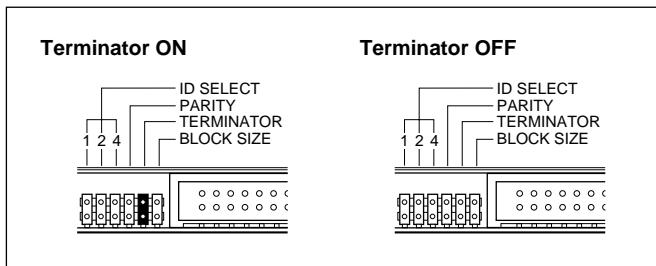 Terminator ON
ID SELECT
PARITY
TERMINATOR
BLOCK SIZE
1 2 4
Terminator OFF
ID SELECT
PARITY
TERMINATOR
BLOCK SIZE
1 2 4